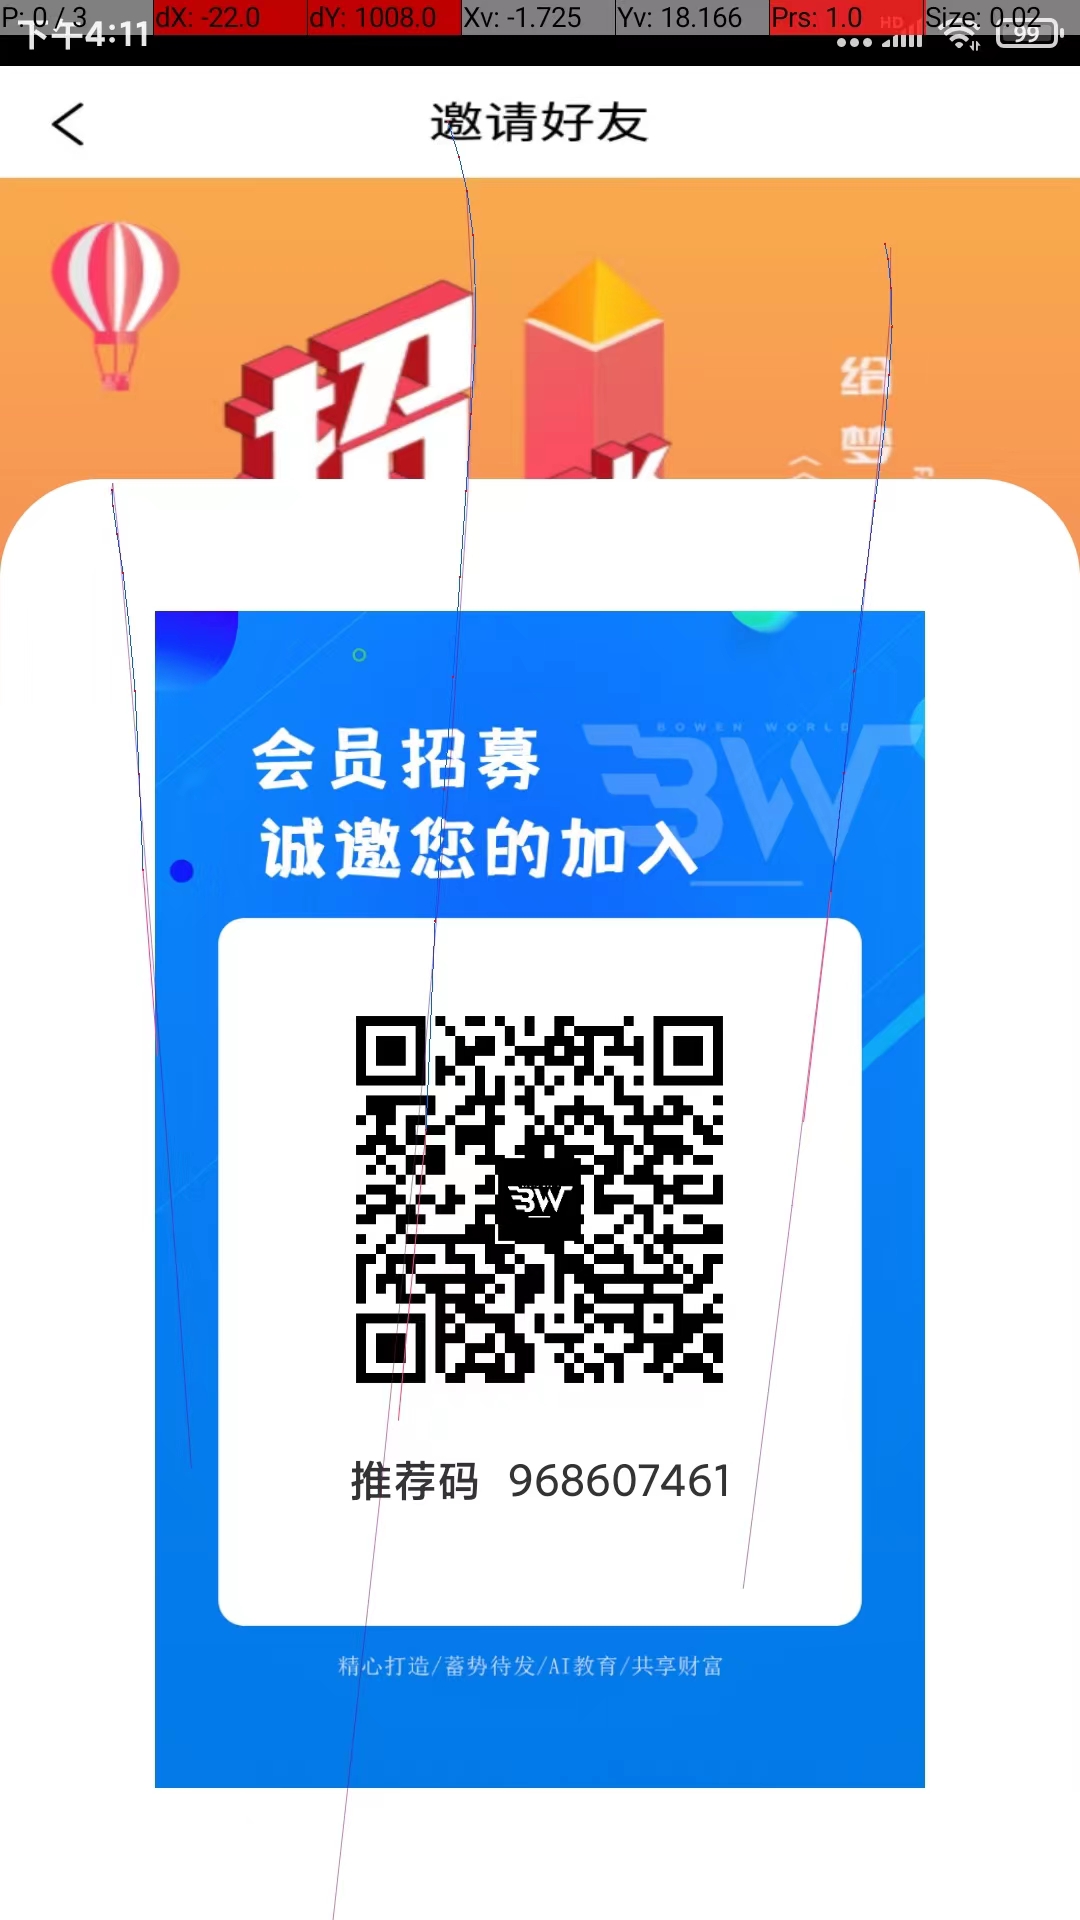 P: 0 / 3 dX: -22.0 dY: 1008.0 Xv: -1.725 Yv: 18.166 Prs: 1.0 Size: 0.02
下午4:11 HD 99
邀请好友
招
给
梦
BOWEN WORLD
BW
会员招募
诚邀您的加入
BW
推荐码 968607461
精心打造/蓄势待发/AI教育/共享财富